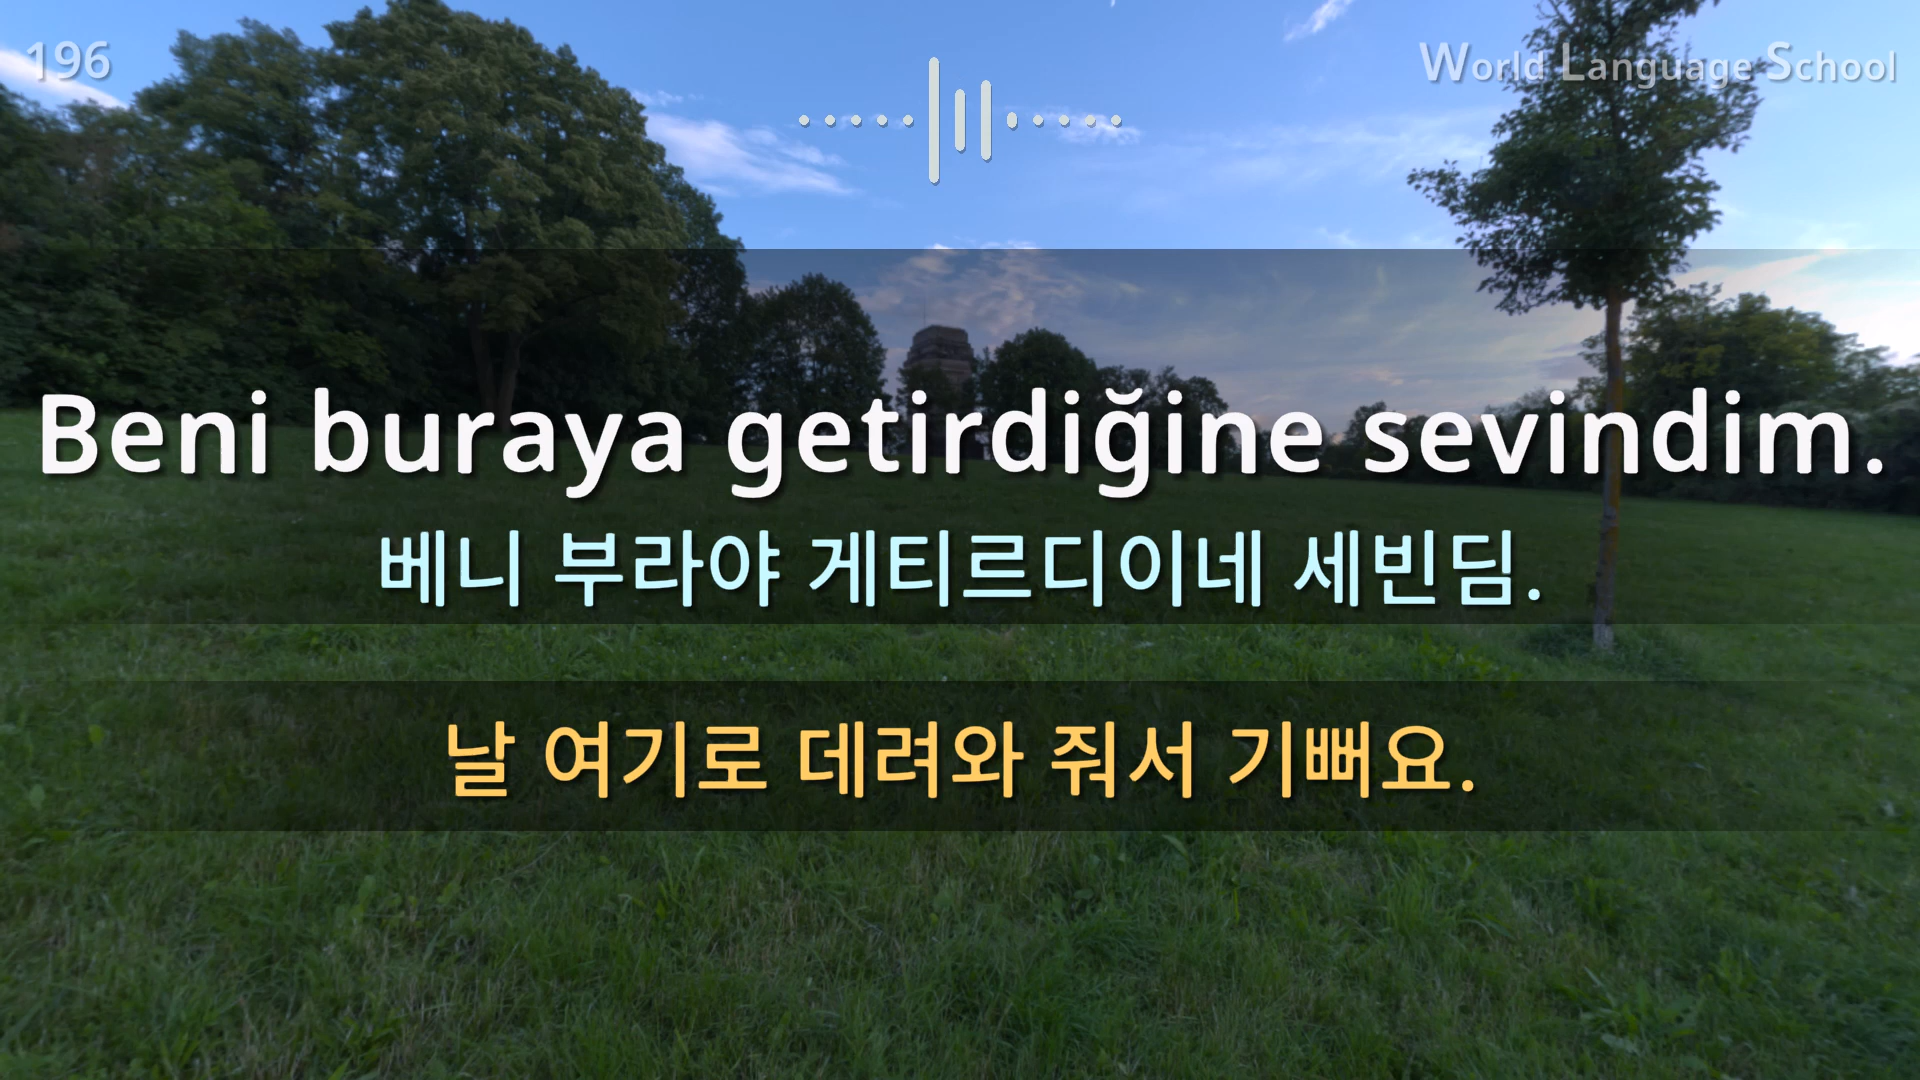 196
World Language School
Beni buraya getirdiğine sevindim.
베니 부라야 게티르디이네 세빈딤.
날 여기로 데려와 줘서 기뻐요.